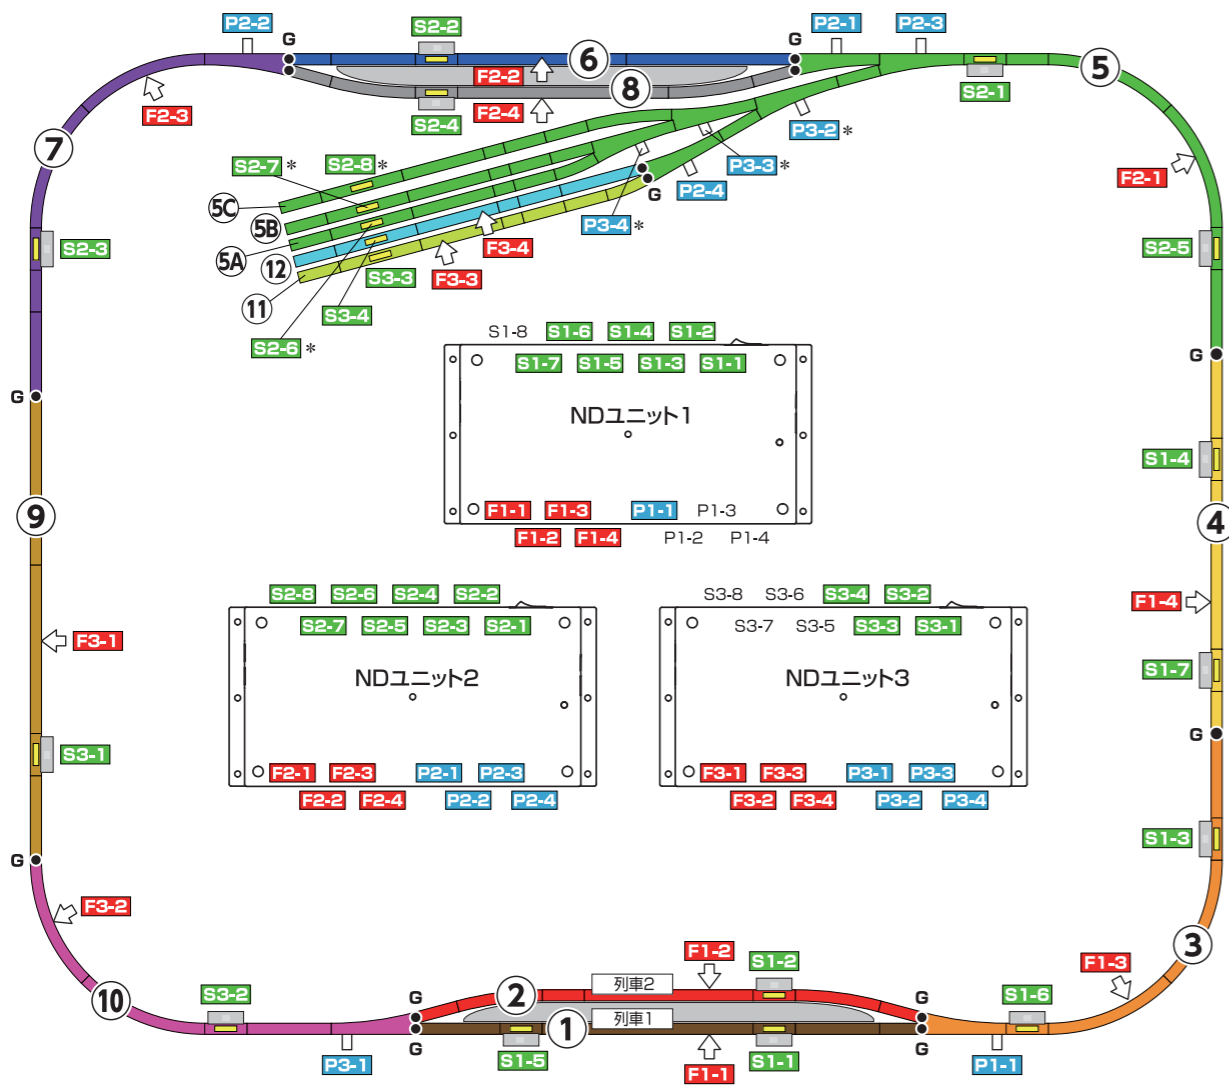 P2-2
G
S2-2
6
G
P2-1
P2-3
5
F2-2
S2-1
F2-3
8
S2-4
F2-4
7
P3-2*
S2-7*
S2-8*
P3-3*
F2-1
G
P2-4
5C
5B
P3-4*
S2-3
5A
12
F3-4
S2-5
S3-3
F3-3
11
S3-4
S2-6*
S1-8 S1-6 S1-4 S1-2
S1-7 S1-5 S1-3 S1-1
G
G
NDユニット1
S1-4
9
F1-1 F1-3 P1-1 P1-3
F1-2 F1-4 P1-2 P1-4
4
S2-8 S2-6 S2-4 S2-2
S2-7 S2-5 S2-3 S2-1
S3-8 S3-6 S3-4 S3-2
S3-7 S3-5 S3-3 S3-1
F1-4
F3-1
NDユニット2
NDユニット3
S1-7
G
S3-1
F2-1 F2-3 P2-1 P2-3
F2-2 F2-4 P2-2 P2-4
F3-1 F3-3 P3-1 P3-3
F3-2 F3-4 P3-2 P3-4
S1-3
G
F3-2
3
F1-2
S1-2
F1-3
10
S3-2
G
2
列車2
G
S1-6
列車1
1
G
S1-5
S1-1
G
P3-1
F1-1
P1-1